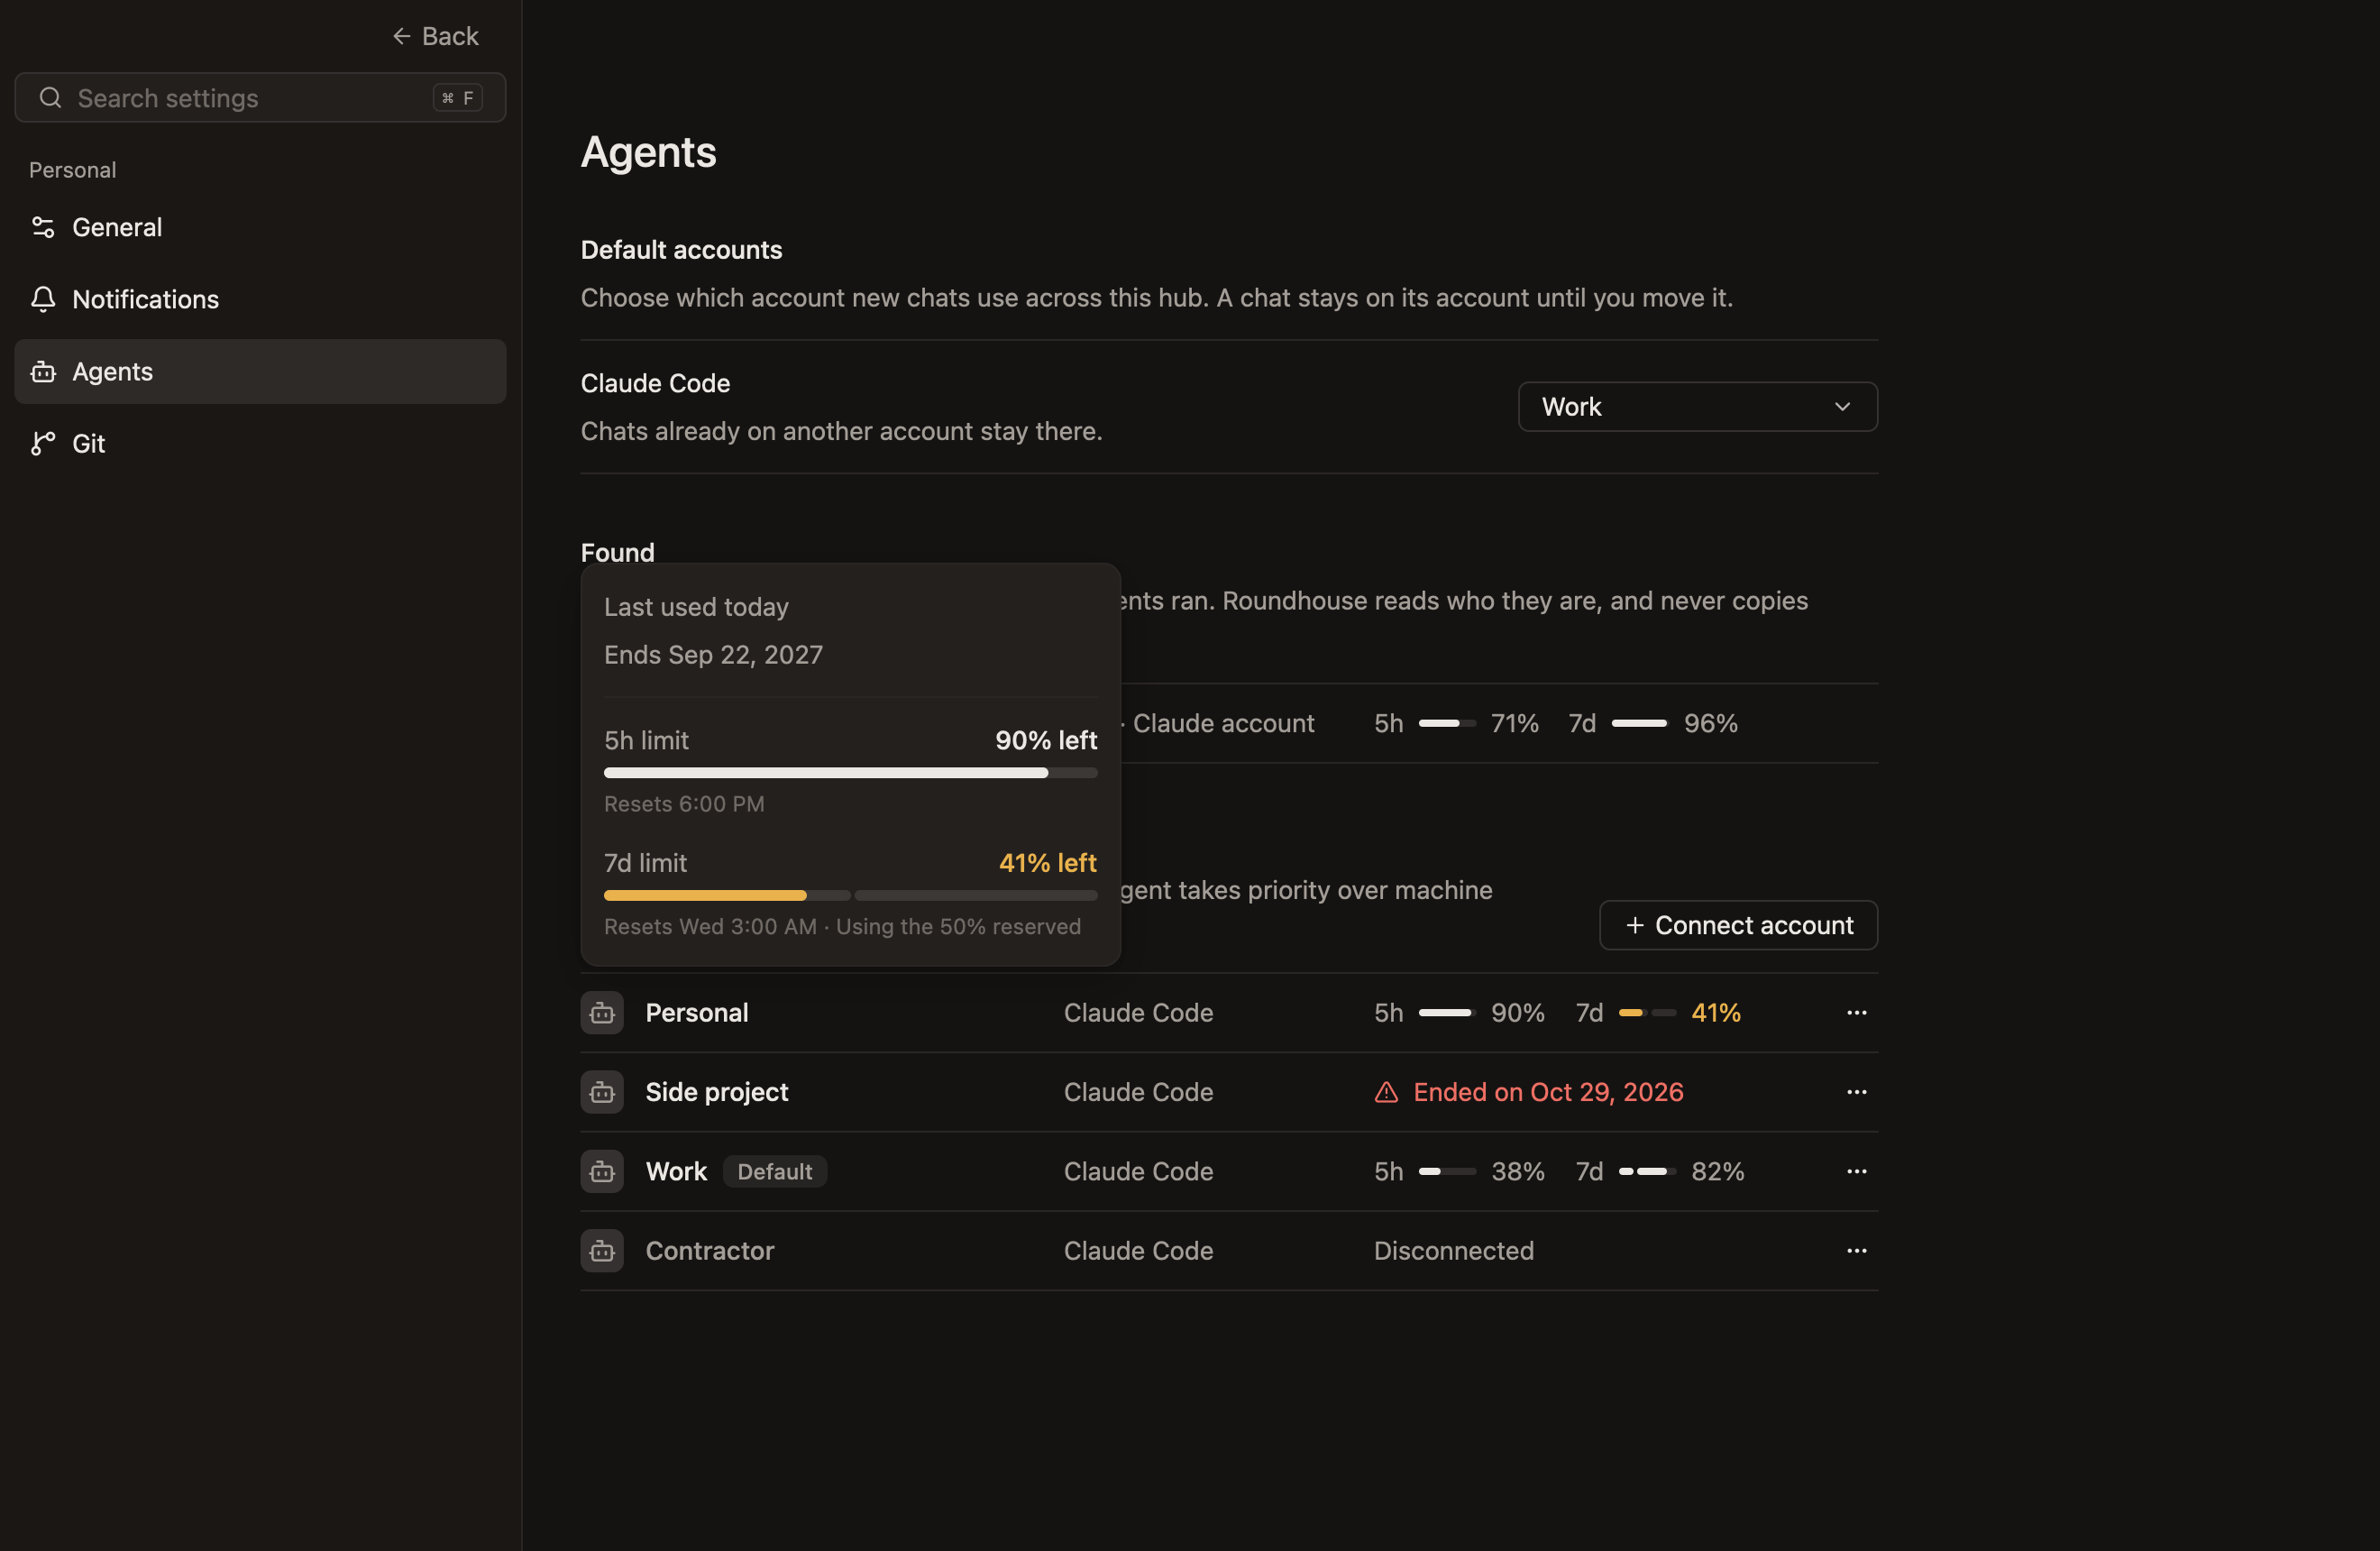 Back
Search settings
⌘ F
Personal
General
Notifications
Agents
Git
Agents
Default accounts
Choose which account new chats use across this hub. A chat stays on its account until you move it.
Claude Code
Chats already on another account stay there.
Work
Found
ran. Roundhouse reads who they are, and never copies
Last used today
Ends Sep 22, 2027
5h limit
90% left
Resets 6:00 PM
7d limit
41% left
Resets Wed 3:00 AM · Using the 50% reserved
· Claude account
5h 71% 7d 96%
takes priority over machine
+ Connect account
Personal Claude Code 5h 90% 7d 41%
Side project Claude Code Ended on Oct 29, 2026
Work Default Claude Code 5h 38% 7d 82%
Contractor Claude Code Disconnected